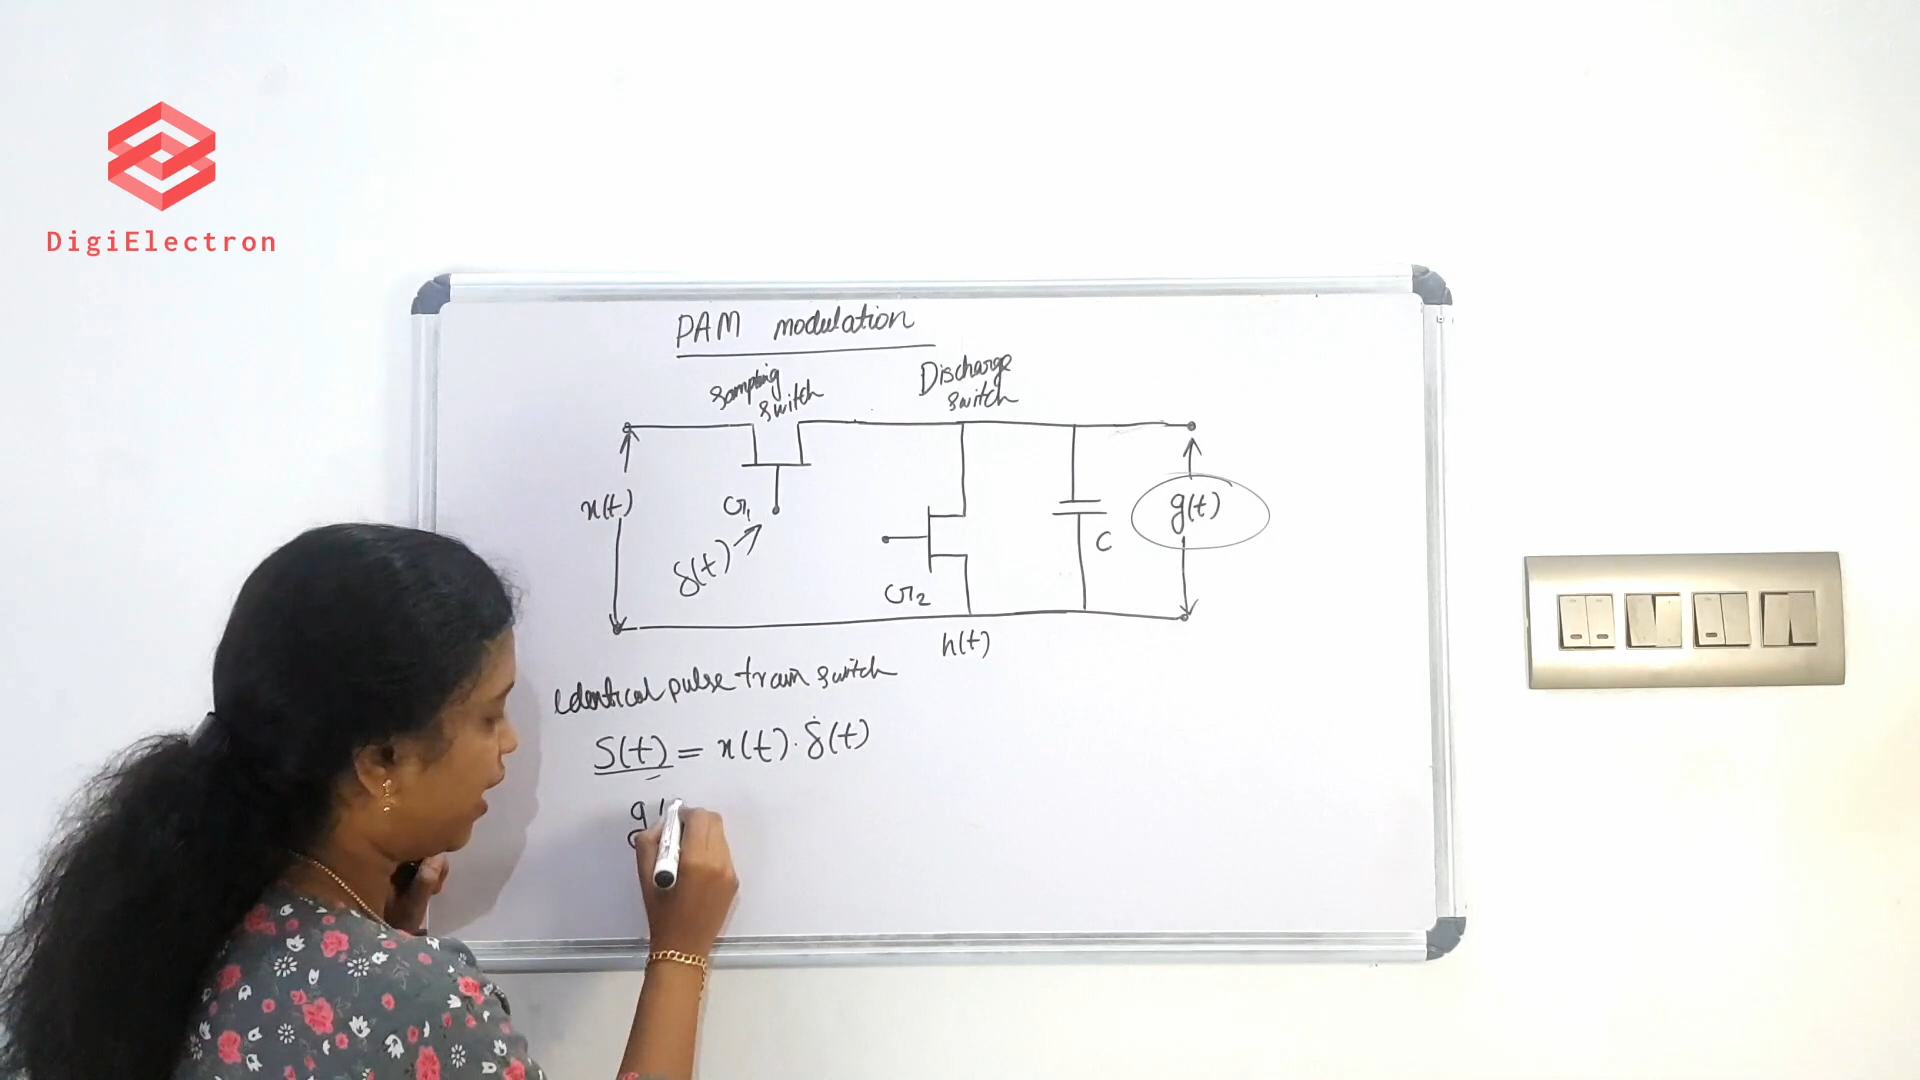 DigiElectron
PAM modulation
Sampling
switch
Discharge
switch
x(t)
G1
δ(t)
G2
C
g(t)
h(t)
identical pulse train switch
S(t) = x(t) · δ(t)
g(